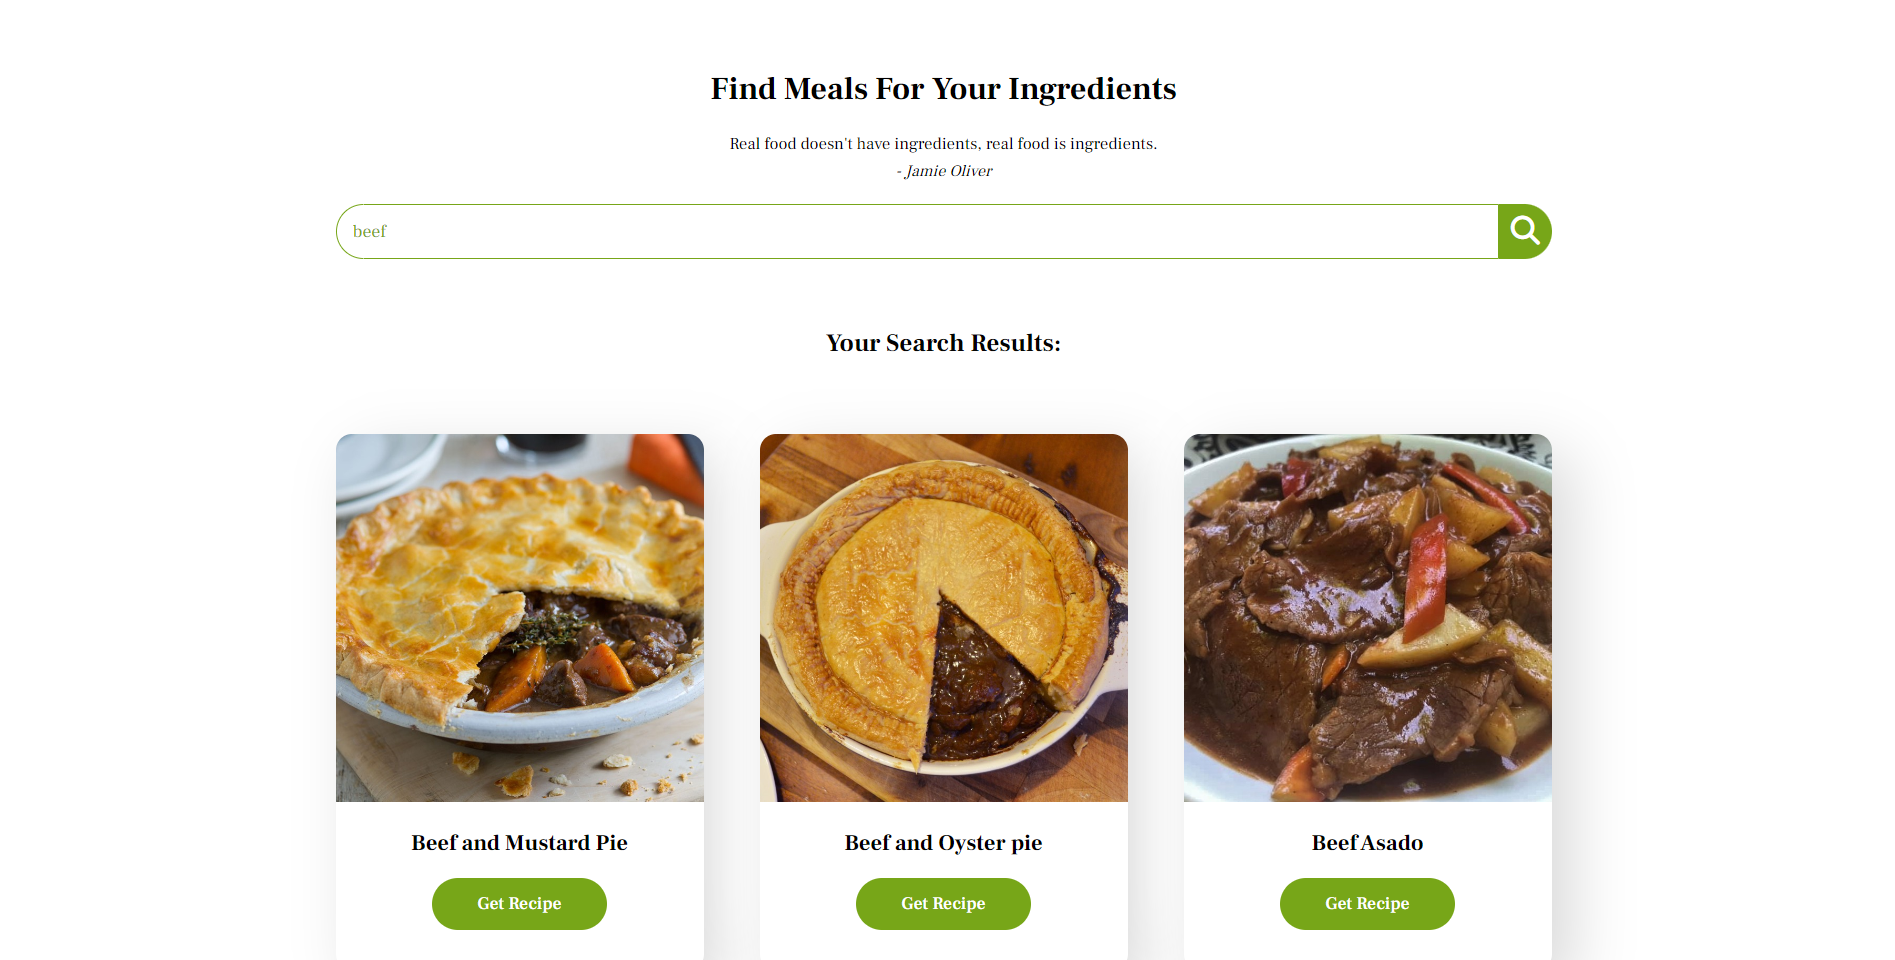 Find Meals For Your Ingredients
Real food doesn't have ingredients, real food is ingredients.
- Jamie Oliver
beef
Your Search Results:
Beef and Mustard Pie
Get Recipe
Beef and Oyster pie
Get Recipe
Beef Asado
Get Recipe